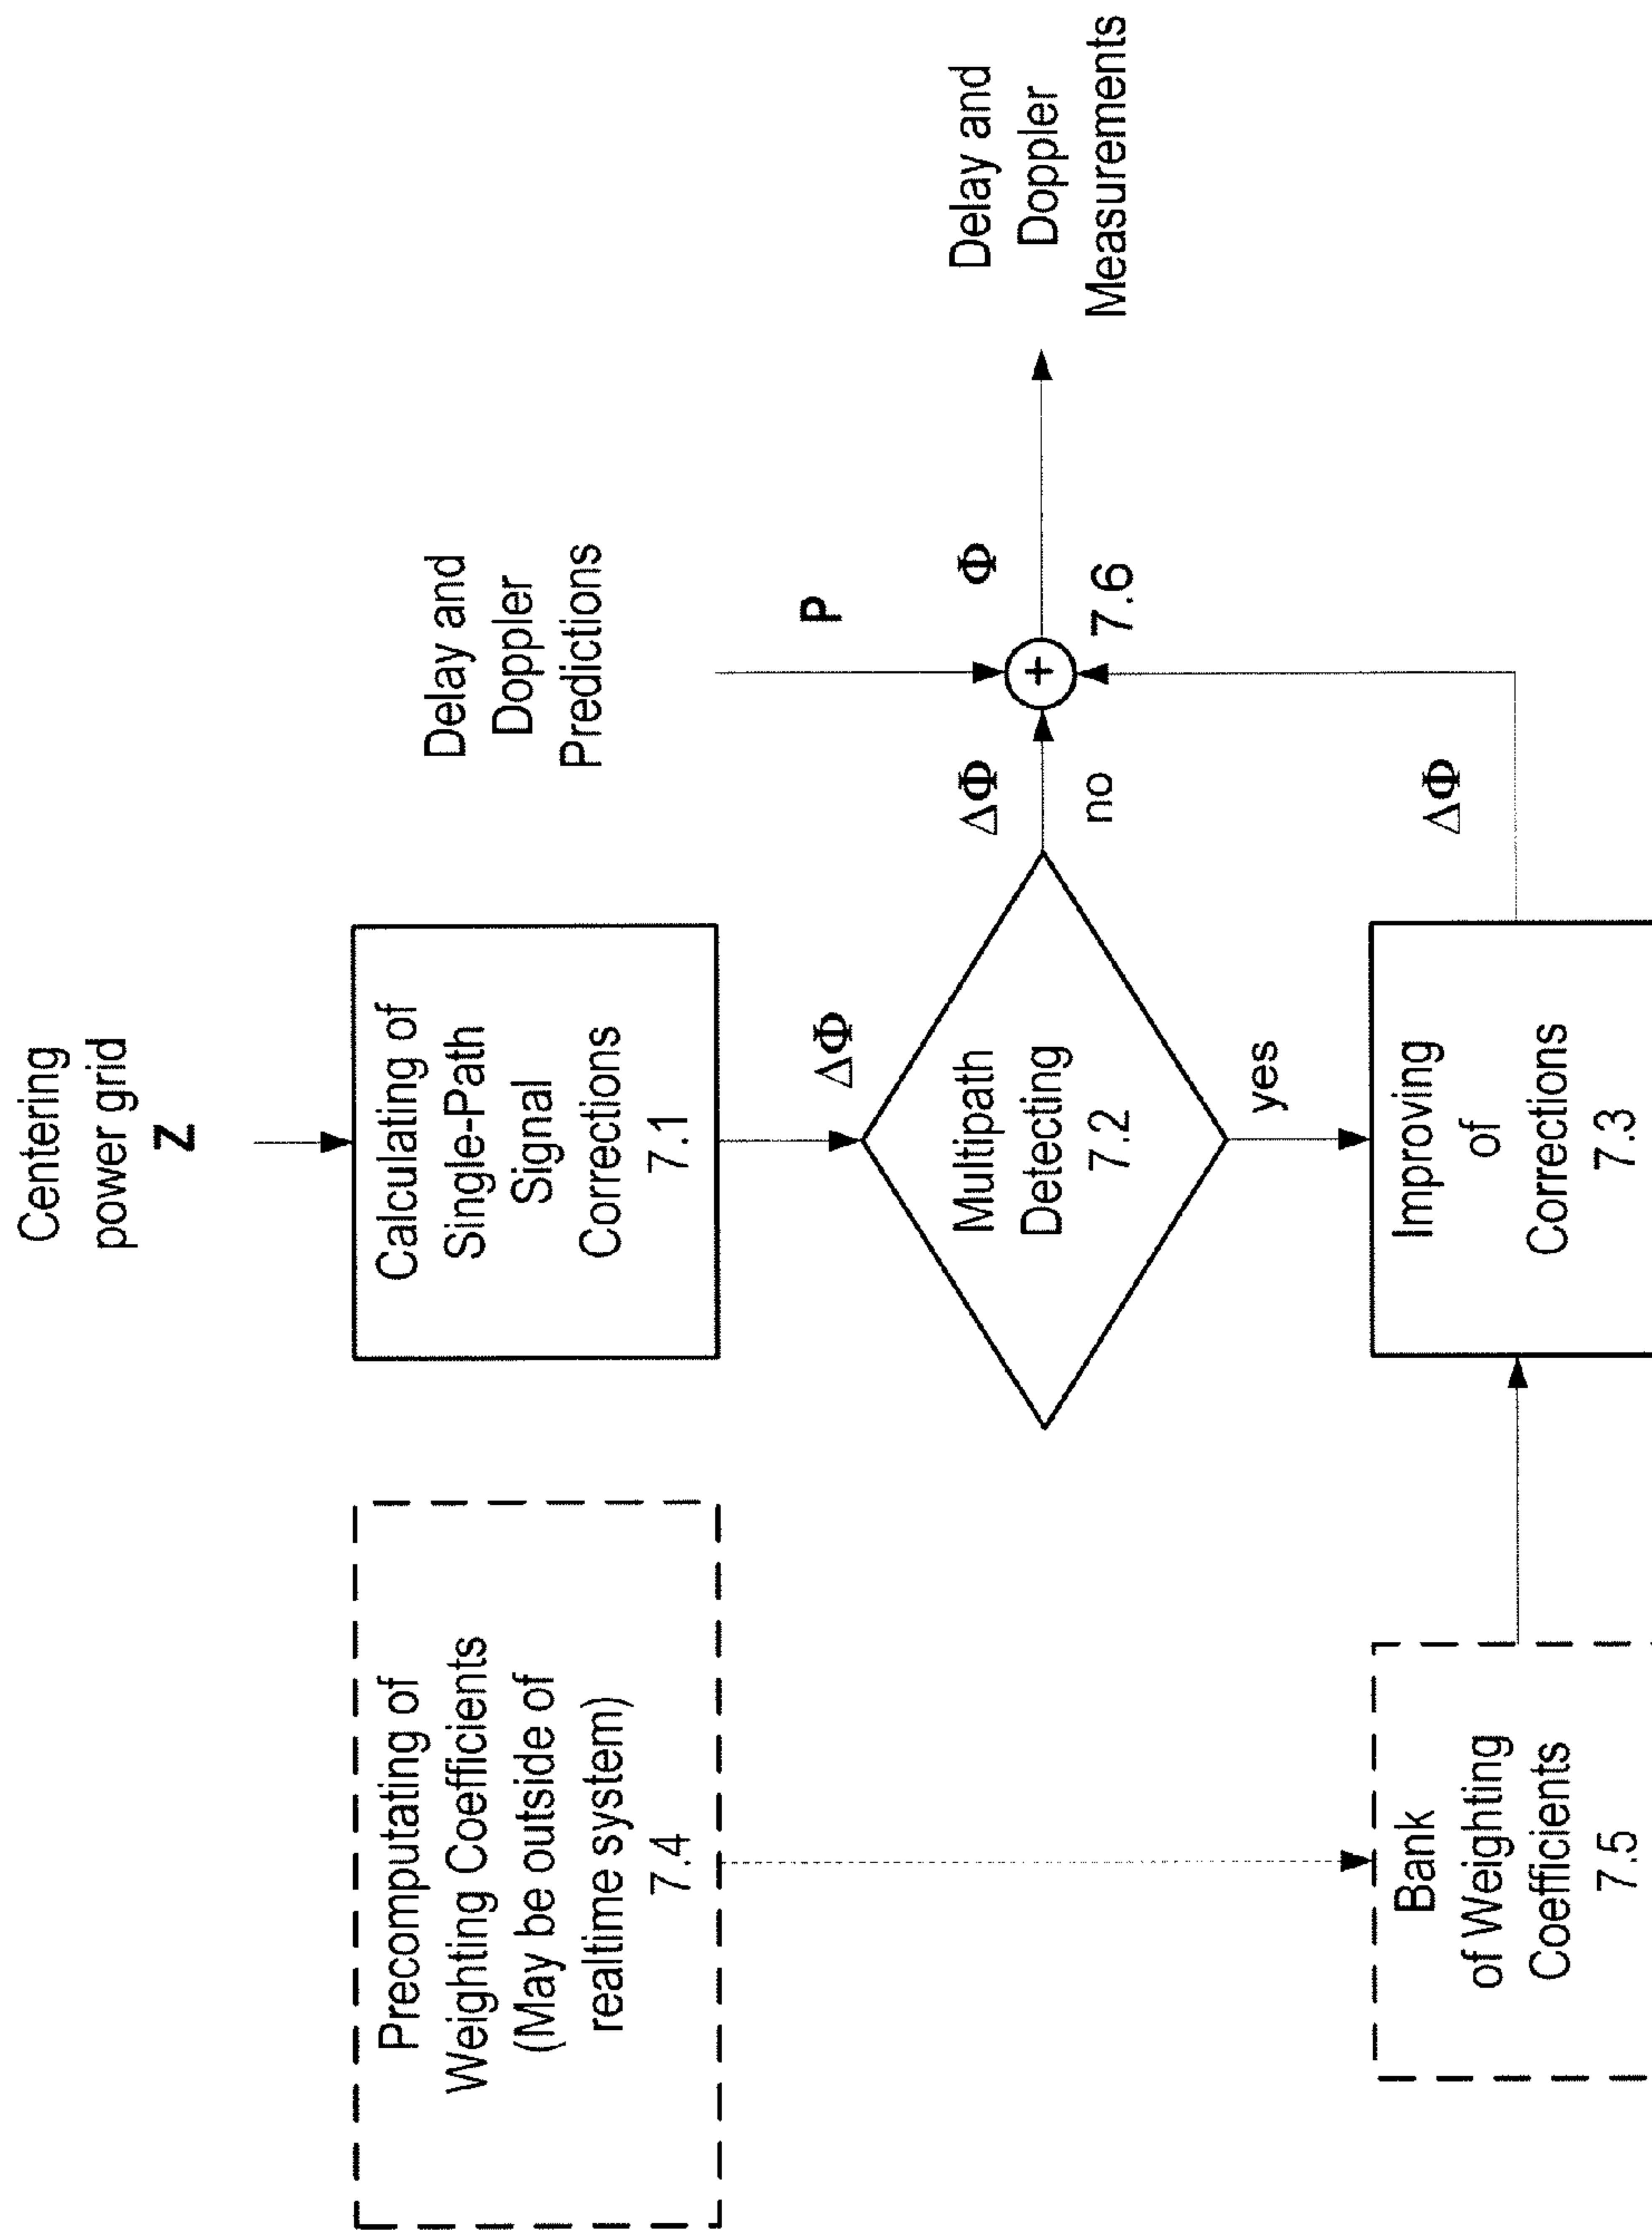 Centering
power grid
Z
Precomputating of
Weighting Coefficients
(May be outside of
realtime system)
7.4
Calculating of
Single-Path
Signal
Corrections
7.1
Delay and
Doppler
Predictions
P
ΔΦ
Multipath
Detecting
7.2
ΔΦ
no
Φ
7.6
Delay and
Doppler
Measurements
yes
Bank
of Weighting
Coefficients
7.5
Improving
of
Corrections
7.3
ΔΦ
+